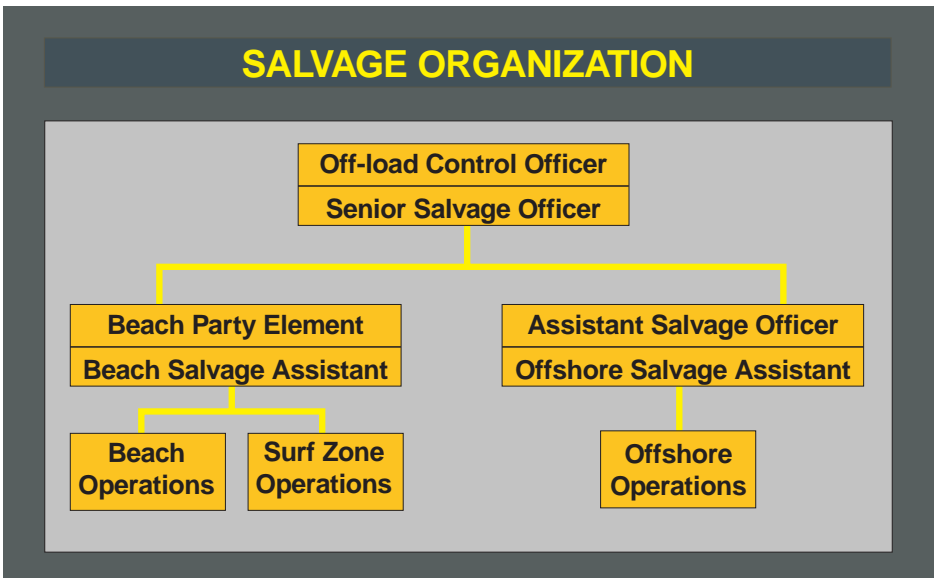 SALVAGE ORGANIZATION
Off-load Control Officer
Senior Salvage Officer
Beach Party Element
Beach Salvage Assistant
Assistant Salvage Officer
Offshore Salvage Assistant
Beach
Operations
Surf Zone
Operations
Offshore
Operations